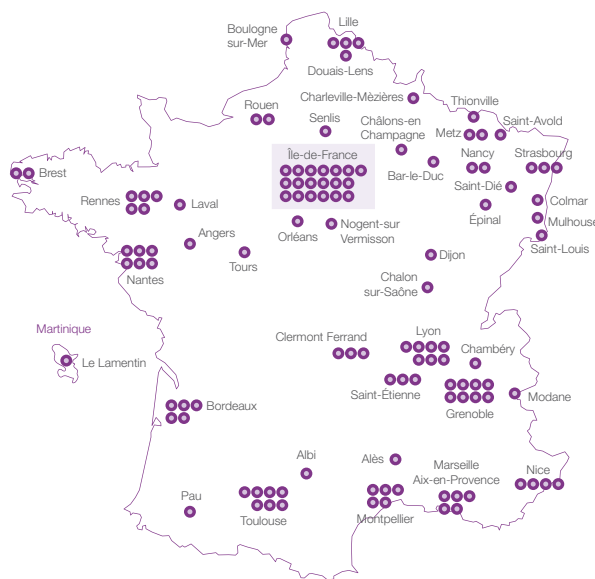 Boulogne
sur-Mer
Lille
Douais-Lens
Charleville-Mèzières
Rouen
Senlis
Châlons-en
Champagne
Thionville
Metz
Saint-Avold
Île-de-France
Nancy
Strasbourg
Bar-le-Duc
Saint-Dié
Brest
Rennes
Laval
Colmar
Épinal
Mulhouse
Angers
Orléans
Nogent-sur
Vermisson
Saint-Louis
Tours
Dijon
Nantes
Chalon
sur-Saône
Martinique
Le Lamentin
Clermont Ferrand
Lyon
Chambéry
Saint-Étienne
Modane
Bordeaux
Grenoble
Albi
Alès
Marseille
Aix-en-Provence
Nice
Pau
Toulouse
Montpellier